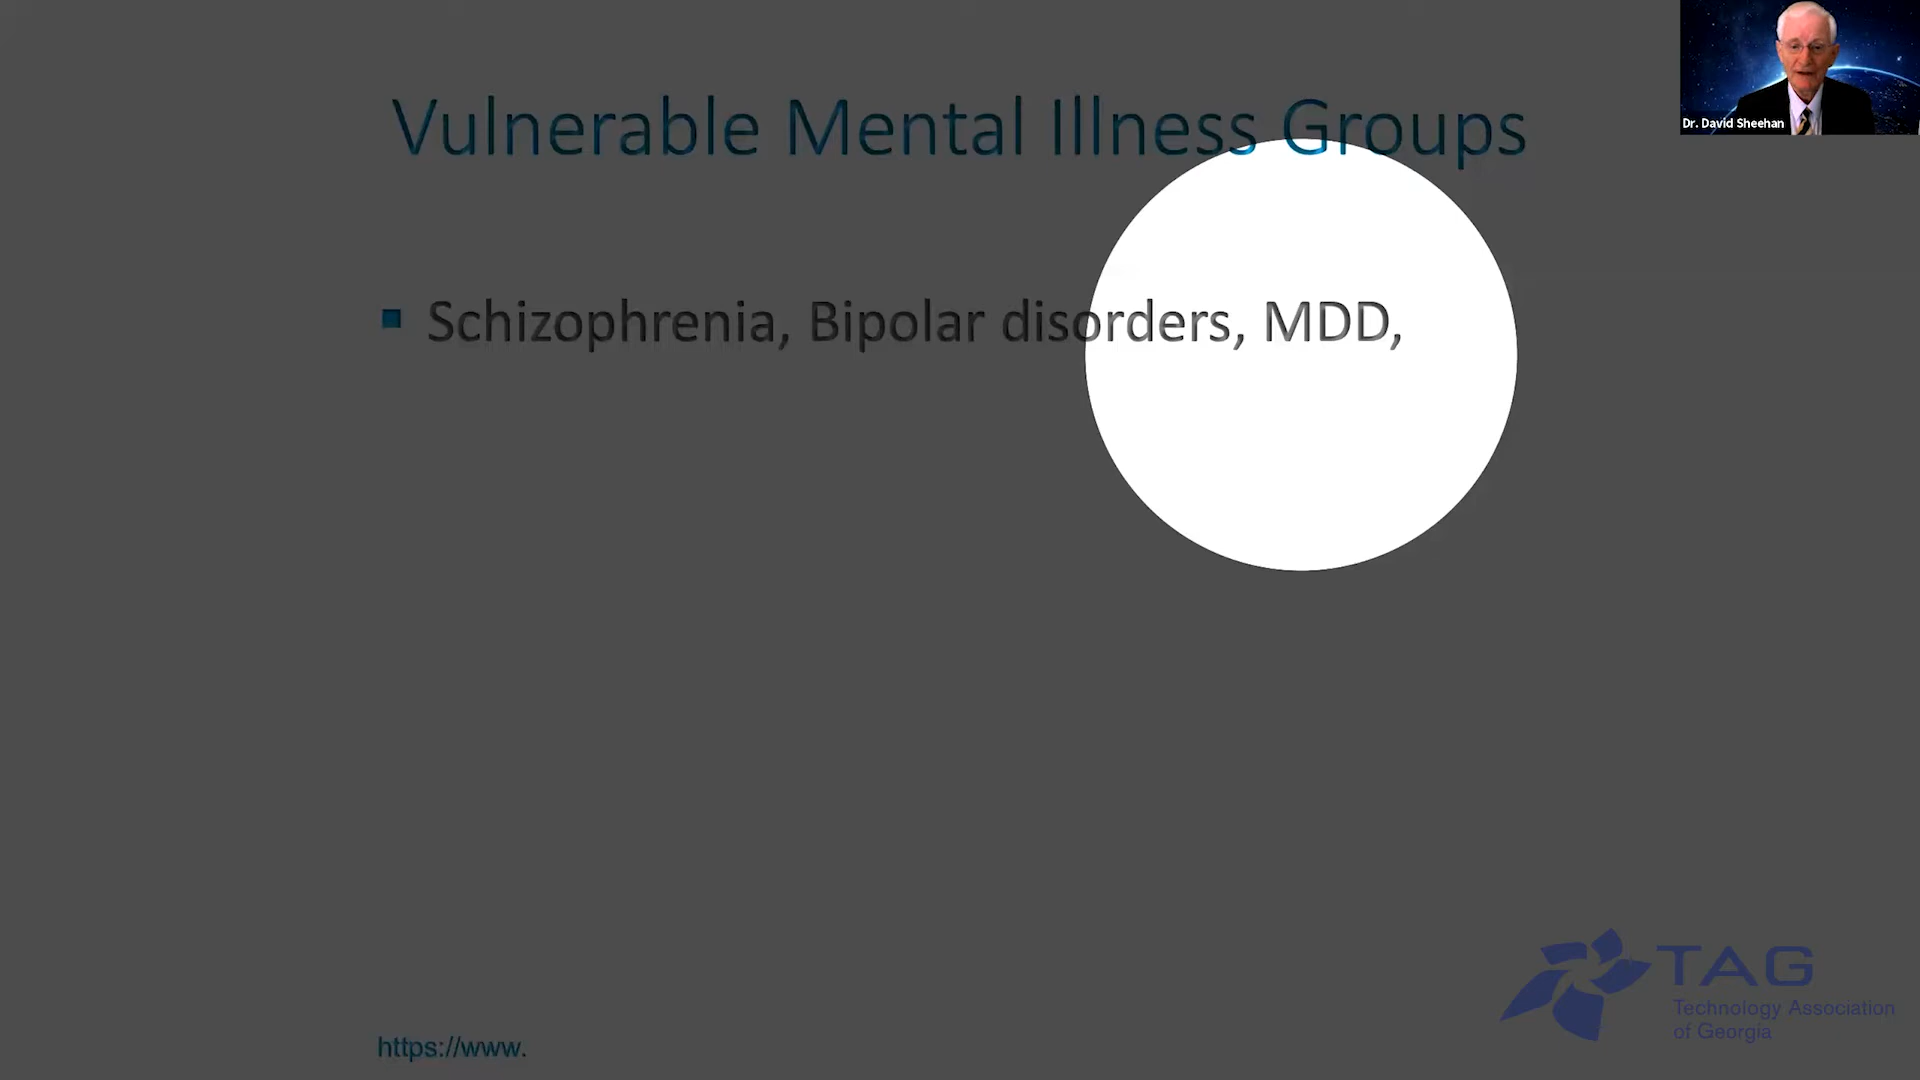 Vulnerable Mental Illness Groups
Dr. David Sheehan
▪ Schizophrenia, Bipolar disorders, MDD,
TAG
Technology Association
of Georgia
https://www.